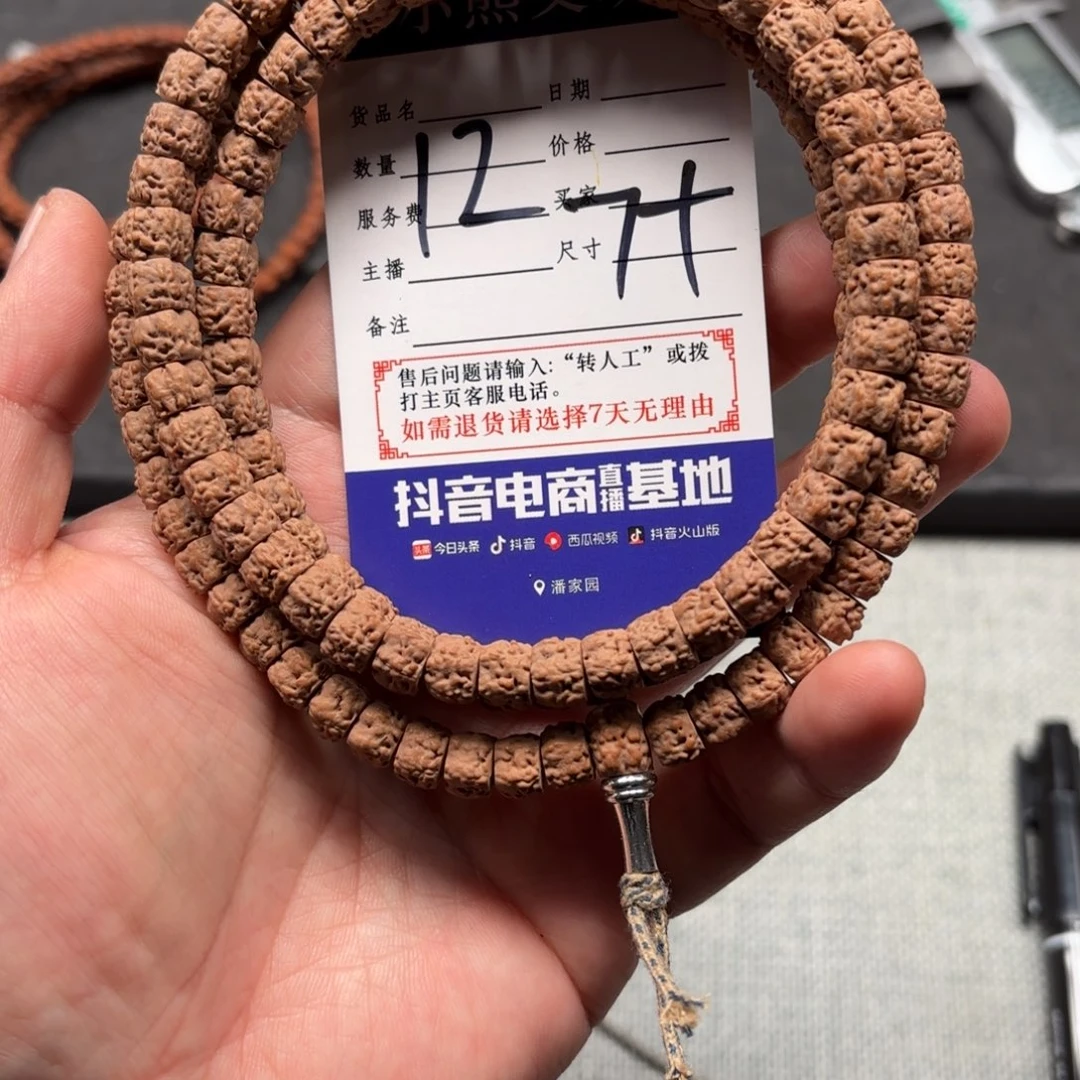 货品名 日期
数量 价格
12
服务费 买家
主播 尺寸
备注
售后问题请输入:“转人工”或拨
打主页客服电话。
如需退货请选择7天无理由
抖音电商直播基地
头条 今日头条 抖音 西瓜视频 抖音火山版
潘家园